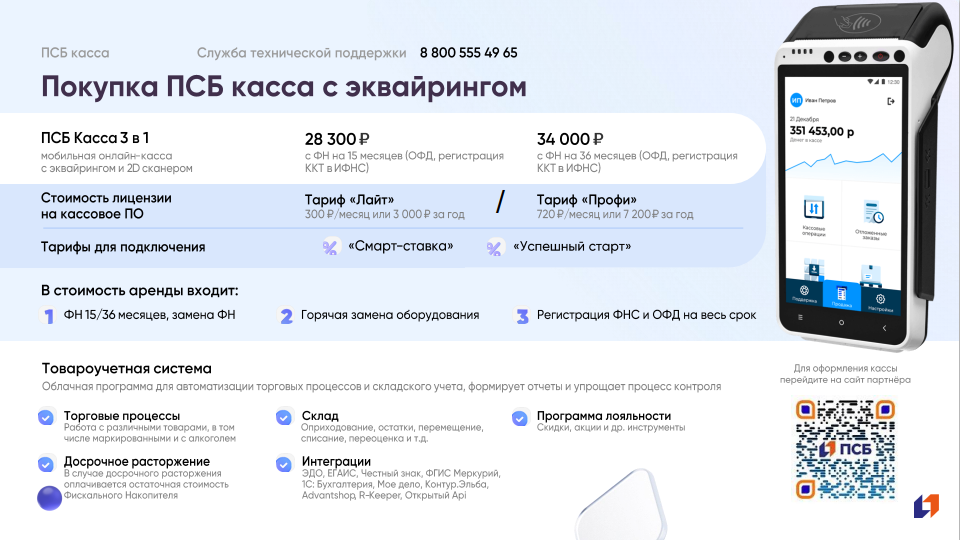 ПСБ касса
Служба технической поддержки 8 800 555 49 65
Покупка ПСБ касса с эквайрингом
ПСБ Касса 3 в 1
мобильная онлайн-касса
с эквайрингом и 2D сканером
28 300 ₽
с ФН на 15 месяцев (ОФД, регистрация
ККТ в ИФНС)
34 000 ₽
с ФН на 36 месяцев (ОФД, регистрация
ККТ в ИФНС)
Стоимость лицензии
на кассовое ПО
Тариф «Лайт»
300 ₽/месяц или 3 000 ₽ за год
/
Тариф «Профи»
720 ₽/месяц или 7 200 ₽ за год
Тарифы для подключения
% «Смарт-ставка»
% «Успешный старт»
В стоимость аренды входит:
1 ФН 15/36 месяцев, замена ФН
2 Горячая замена оборудования
3 Регистрация ФНС и ОФД на весь срок
Товароучетная система
Облачная программа для автоматизации торговых процессов и складского учета, формирует отчеты и упрощает процесс контроля
Торговые процессы
Работа с различными товарами, в том
числе маркированными и с алкоголем
Склад
Оприходование, остатки, перемещение,
списание, переоценка и т.д.
Программа лояльности
Скидки, акции и др. инструменты
Досрочное расторжение
В случае досрочного расторжения
оплачивается остаточная стоимость
Фискального Накопителя
Интеграции
ЭДО, ЕГАИС, Честный знак, ФГИС Меркурий,
1С: Бухгалтерия, Мое дело, Контур.Эльба,
Advantshop, R-Keeper, Открытый Api
12:30
ИП Иван Петров
21 Декабря
351 453,00 р
Денег в кассе
Кассовые
операции
Отложенные
заказы
Поддержка
Продажа
Настройки
Для оформления кассы
перейдите на сайт партнёра
ПСБ